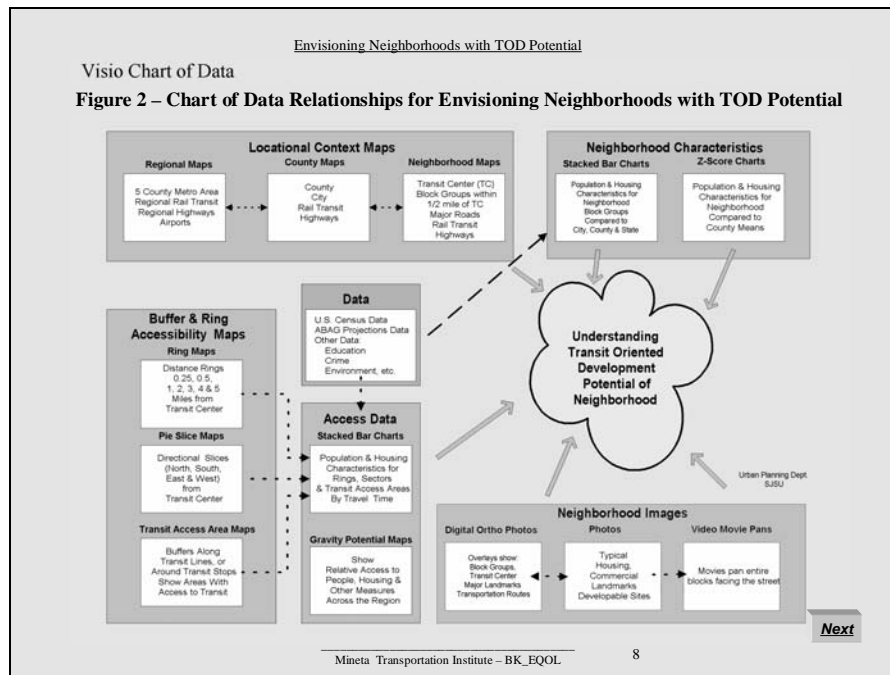 Envisioning Neighborhoods with TOD Potential
Visio Chart of Data
Figure 2 – Chart of Data Relationships for Envisioning Neighborhoods with TOD Potential
Locational Context Maps
Regional Maps
5 County Metro Area
Regional Rail Transit
Regional Highways
Airports
County Maps
County
City
Rail Transit
Highways
Neighborhood Maps
Transit Center (TC)
Block Groups within
1/2 mile of TC
Major Roads
Rail Transit
Highways
Neighborhood Characteristics
Stacked Bar Charts
Population & Housing
Characteristics for
Neighborhood
Block Groups
Compared to
City, County & State
Z-Score Charts
Population & Housing
Characteristics for
Neighborhood
Compared to
County Means
Buffer & Ring
Accessibility Maps
Ring Maps
Distance Rings
0.25, 0.5,
1, 2, 3, 4 & 5
Miles from
Transit Center
Pie Slice Maps
Directional Slices
(North, South,
East & West)
from
Transit Center
Transit Access Area Maps
Buffers Along
Transit Lines, or
Around Transit Stops
Show Areas With
Access to Transit
Data
U.S. Census Data
ABAG Projections Data
Other Data:
Education
Crime
Environment, etc.
Access Data
Stacked Bar Charts
Population & Housing
Characteristics for
Rings, Sectors
& Transit Access Areas
By Travel Time
Gravity Potential Maps
Show
Relative Access to
People, Housing &
Other Measures
Across the Region
Understanding
Transit Oriented
Development
Potential of
Neighborhood
Urban Planning Dept.
SJSU
Neighborhood Images
Digital Ortho Photos
Overleys show:
Block Groups,
Transit Center
Major Landmarks
Transportation Routes
Photos
Typical
Housing,
Commercial
Landmarks
Developable Sites
Video Movie Pans
Movies pan entire
blocks facing the street
Next
Mineta Transportation Institute – BK_EQOL 8